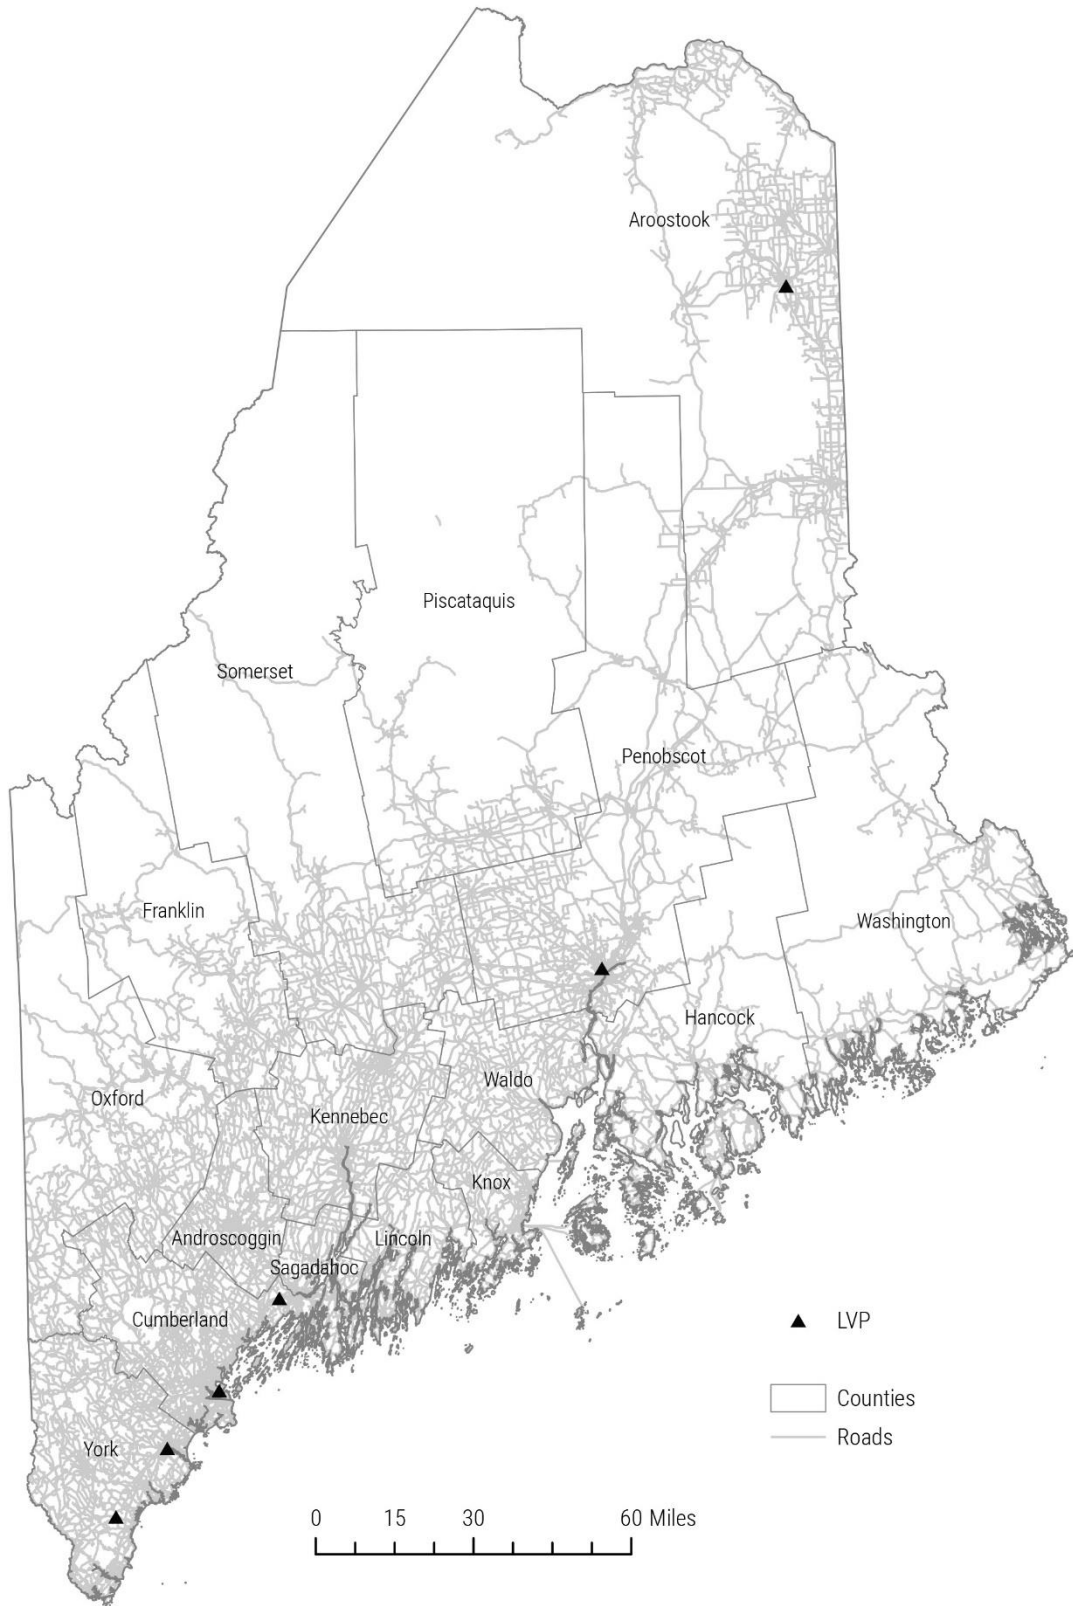 Aroostook
Piscataquis
Somerset
Penobscot
Franklin
Washington
Hancock
Oxford
Waldo
Kennebec
Knox
Androscoggin
Lincoln
Sagadahoc
Cumberland
LVP
Counties
Roads
York
0 15 30 60 Miles